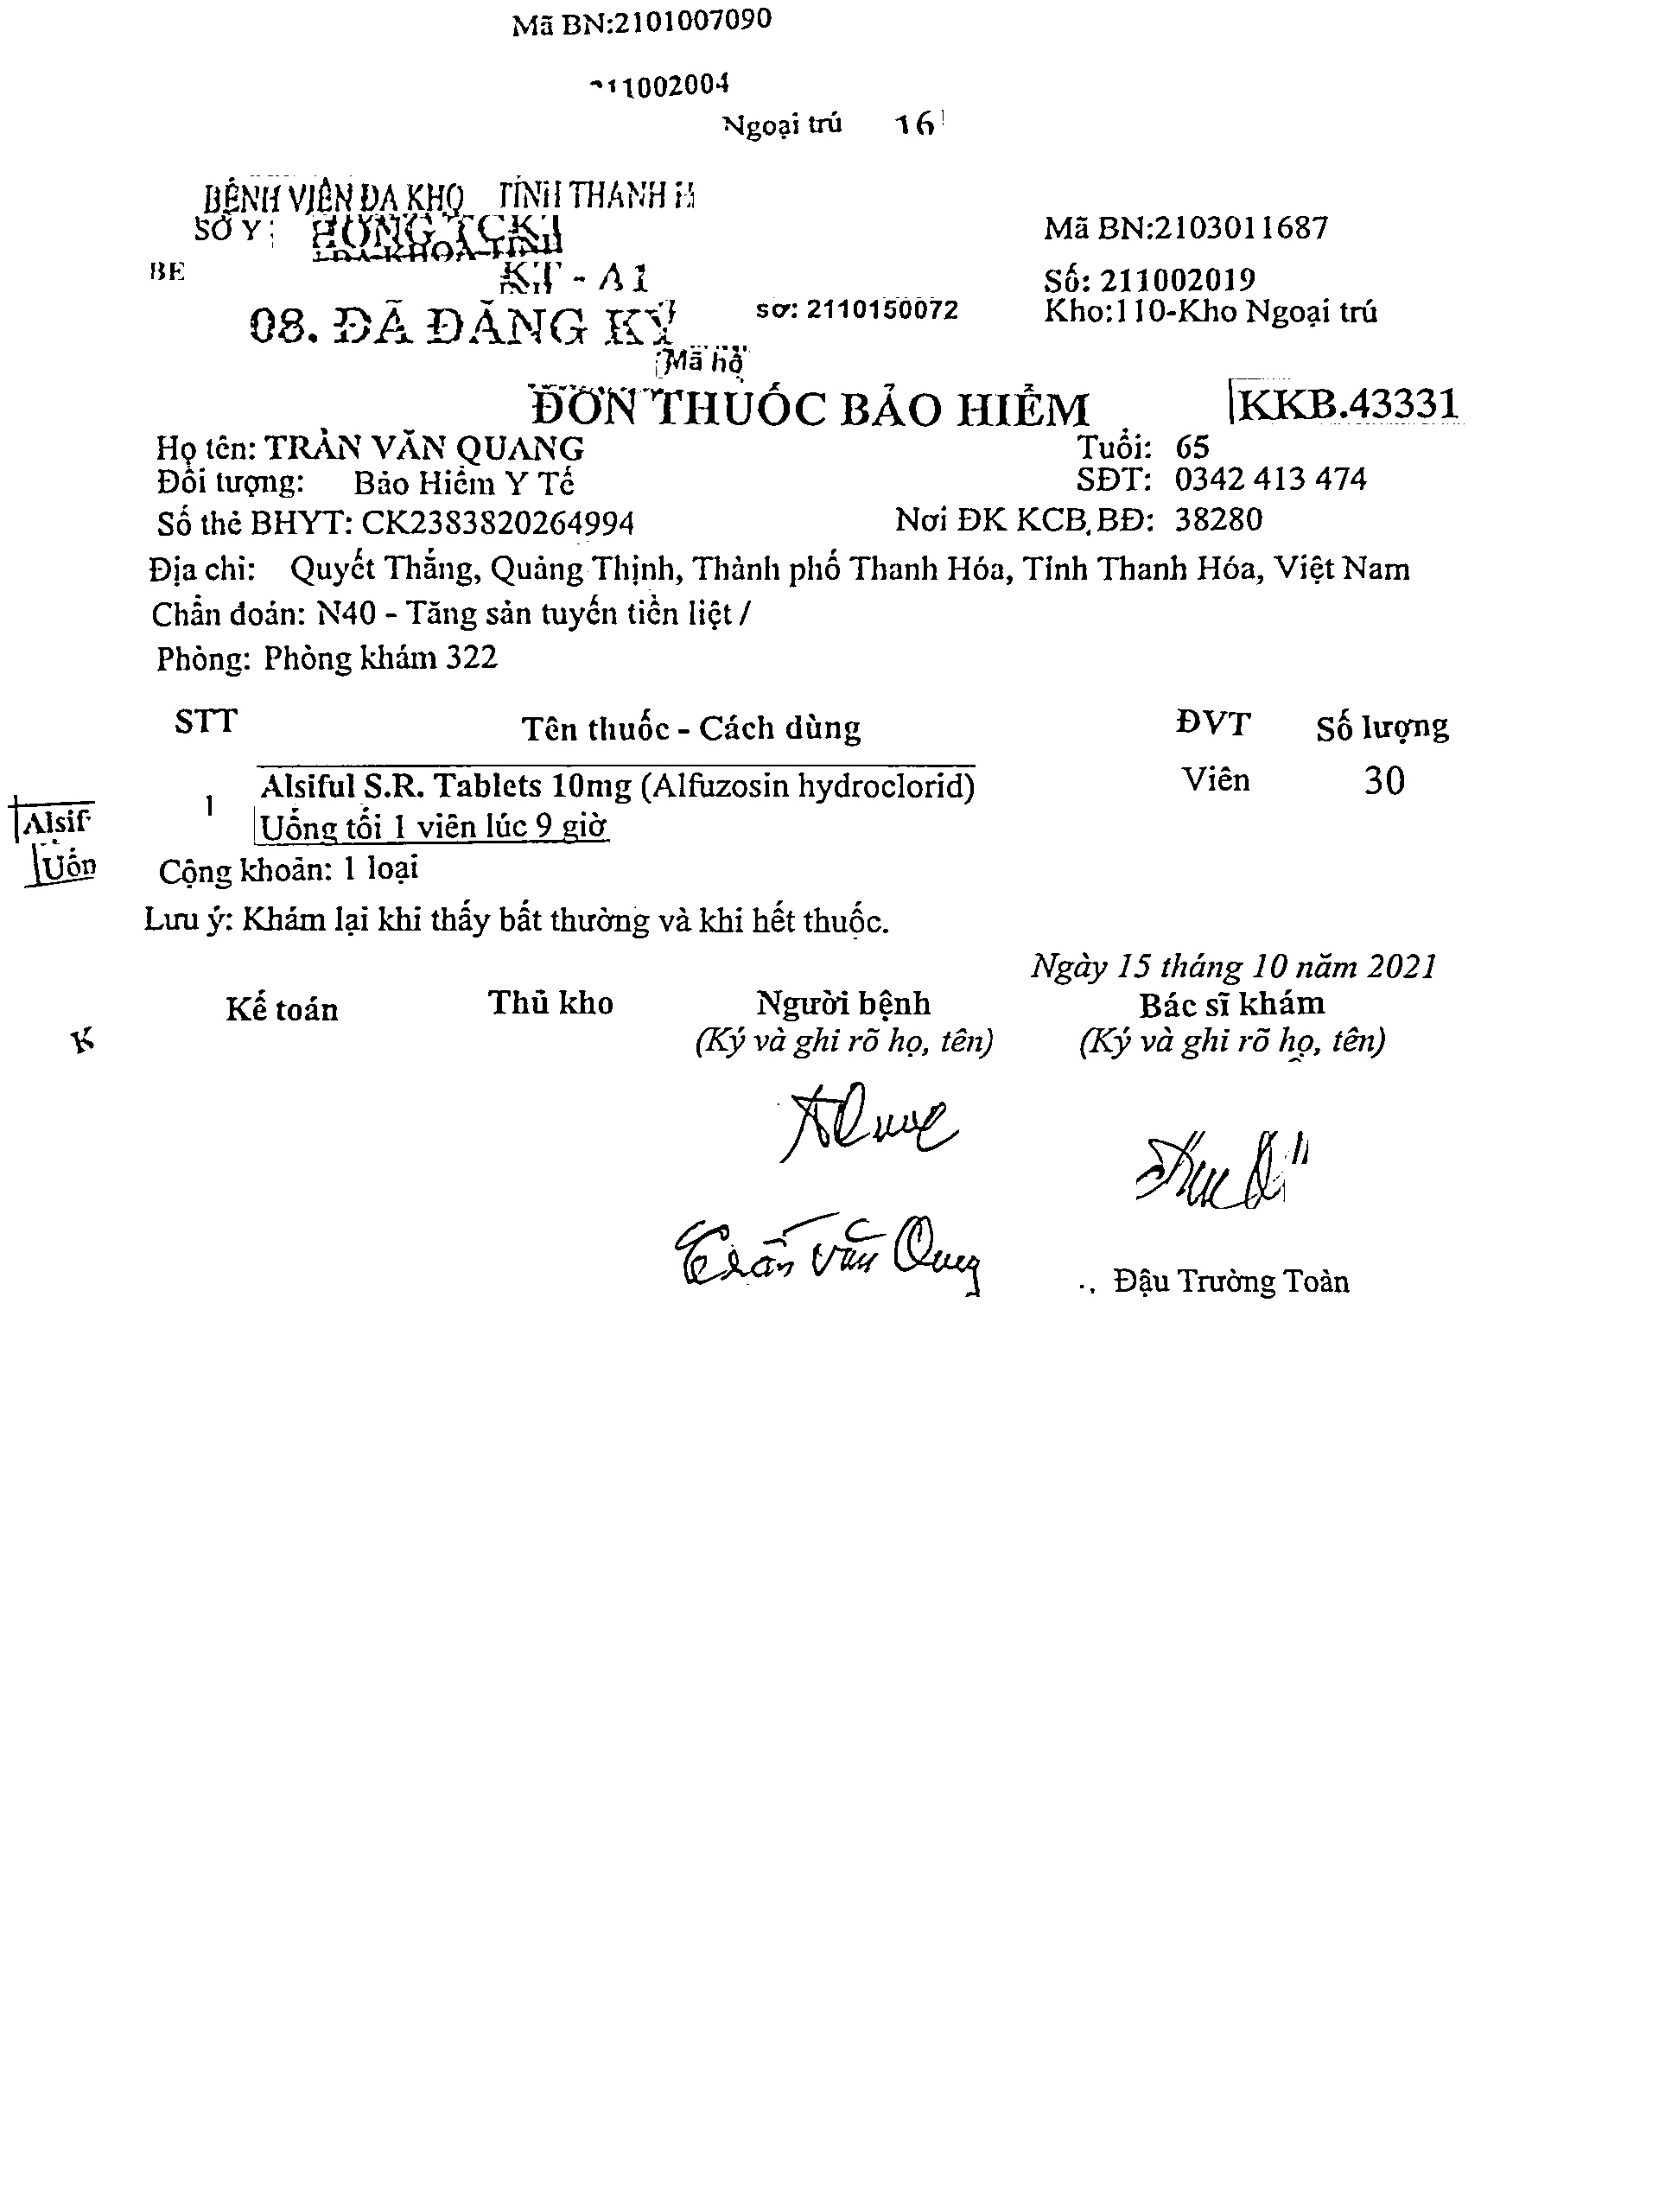 Mã BN:2101007090
11002004
Ngoại trú 16
BỆNH VIỆN ĐA KHO TỈNH THANH H
SỞ Y
Mã BN:2103011687
BE
KT - A1
Số: 211002019
08. ĐÃ ĐĂNG KÝ
sơ: 2110150072
Kho:110-Kho Ngoại trú
Mã hồ
ĐƠN THUỐC BẢO HIỂM
KKB.43331
Họ tên: TRẦN VĂN QUANG Tuổi: 65
Đối tượng: Bảo Hiểm Y Tế SĐT: 0342 413 474
Số thẻ BHYT: CK2383820264994 Nơi ĐK KCB BĐ: 38280
Địa chỉ: Quyết Thắng, Quảng Thịnh, Thành phố Thanh Hóa, Tỉnh Thanh Hóa, Việt Nam
Chẩn đoán: N40 - Tăng sản tuyến tiền liệt /
Phòng: Phòng khám 322
STT Tên thuốc - Cách dùng ĐVT Số lượng
1 Alsiful S.R. Tablets 10mg (Alfuzosin hydroclorid) Viên 30
Alsif
Uống tối 1 viên lúc 9 giờ
Uốn
Cộng khoản: 1 loại
Lưu ý: Khám lại khi thấy bất thường và khi hết thuốc.
Ngày 15 tháng 10 năm 2021
Kế toán Thủ kho Người bệnh Bác sĩ khám
K
(Ký và ghi rõ họ, tên) (Ký và ghi rõ họ, tên)
Trần Văn Quang
Đậu Trường Toàn